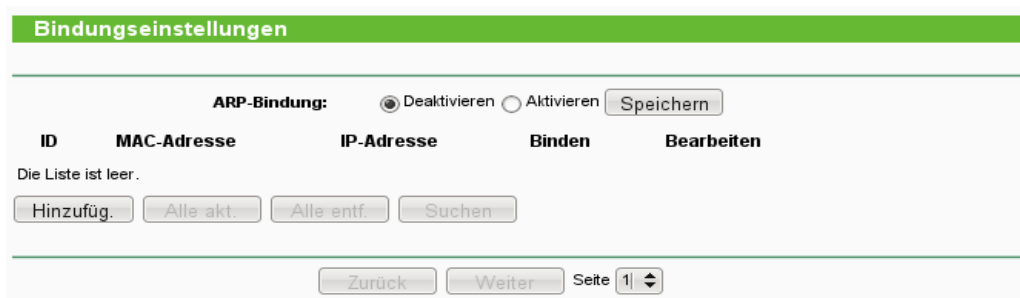 Bindungseinstellungen
ARP-Bindung: Deaktivieren Aktivieren Speichern
ID MAC-Adresse IP-Adresse Binden Bearbeiten
Die Liste ist leer.
Hinzufüg. Alle akt. Alle entf. Suchen
Zurück Weiter Seite 1